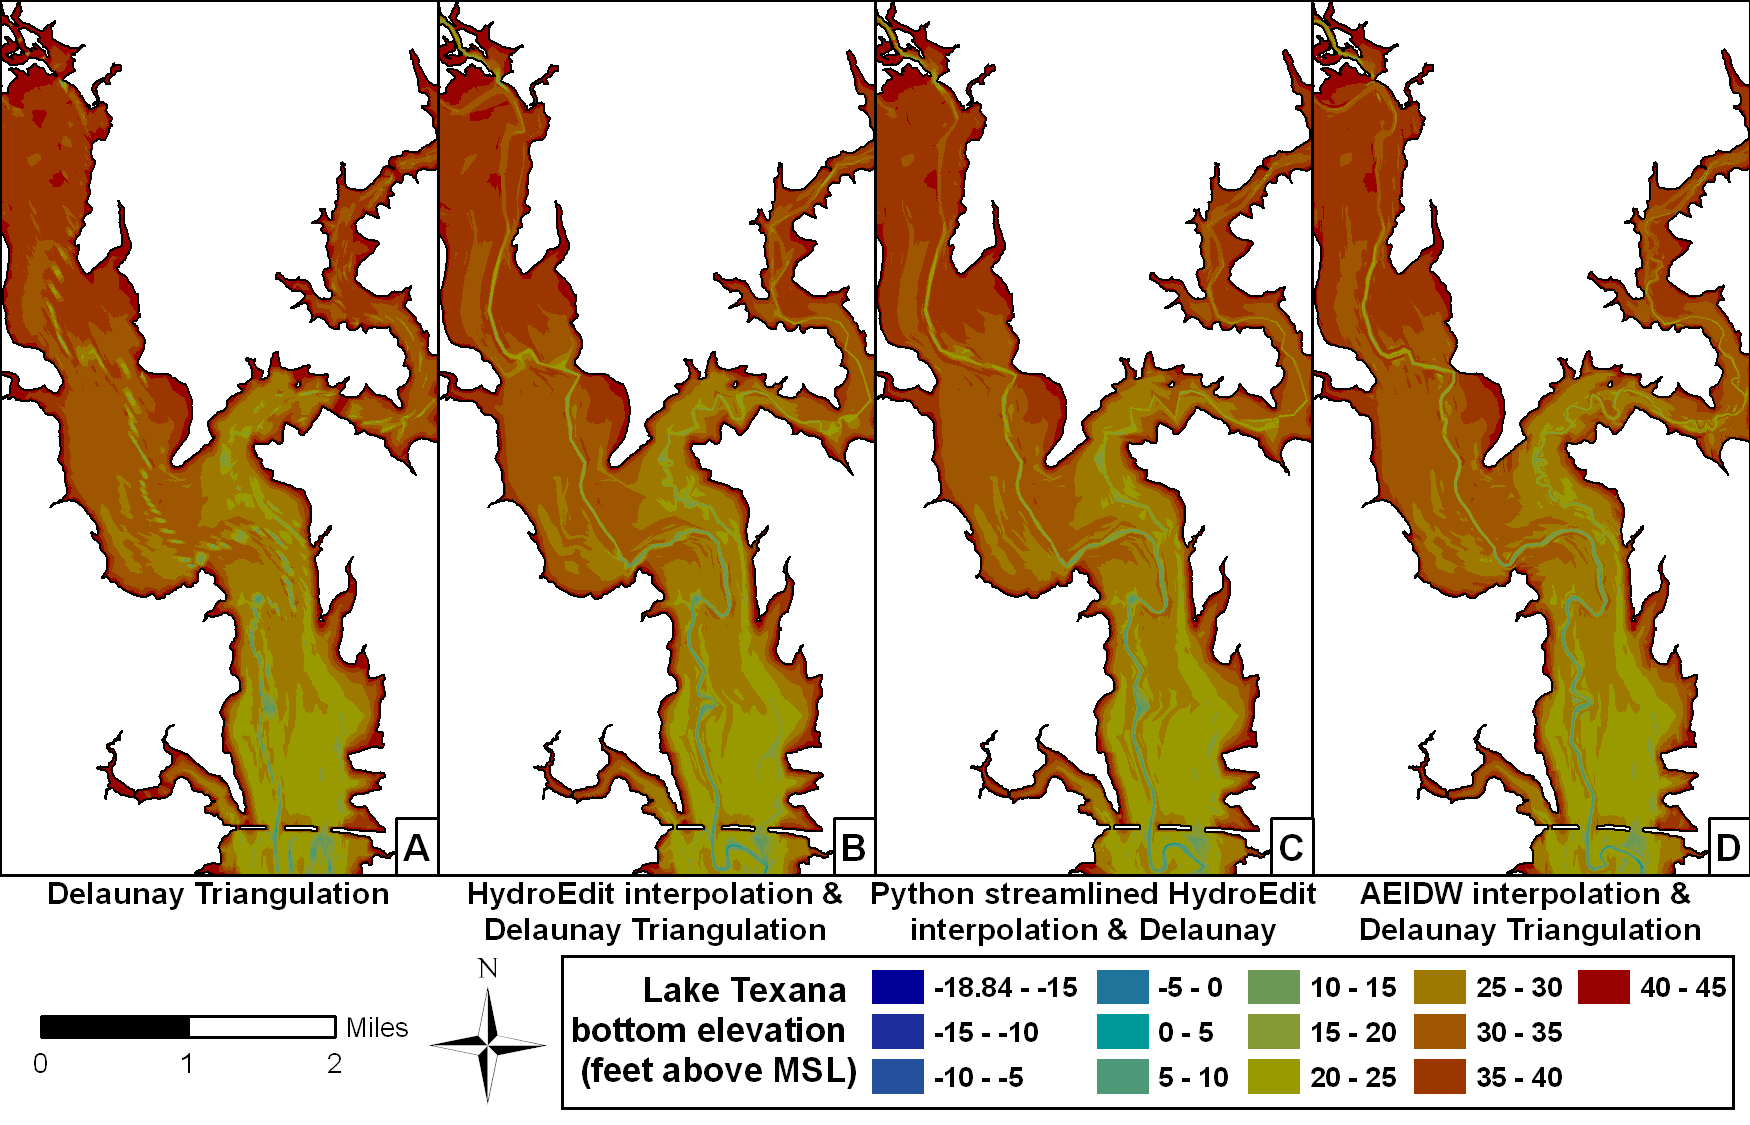 A
B
C
D
Delaunay Triangulation
HydroEdit interpolation &
Delaunay Triangulation
Python streamlined HydroEdit
interpolation & Delaunay
AEIDW interpolation &
Delaunay Triangulation
Miles
0 1 2
N
Lake Texana
bottom elevation
(feet above MSL)
-18.84 - -15
-15 - -10
-10 - -5
-5 - 0
0 - 5
5 - 10
10 - 15
15 - 20
20 - 25
25 - 30
30 - 35
35 - 40
40 - 45